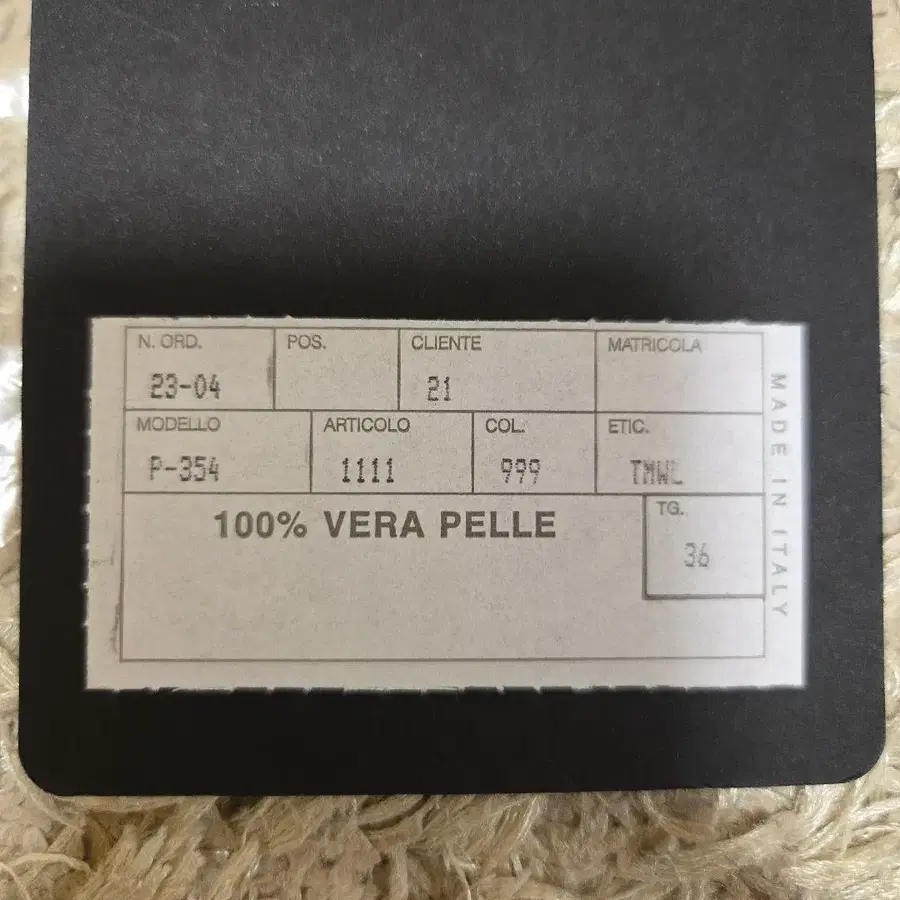 N. ORD. POS. CLIENTE MATRICOLA
23-04 21
MODELLO ARTICOLO COL. ETIC.
P-354 1111 999 TMWL
100% VERA PELLE
TG.
36
MADE IN ITALY